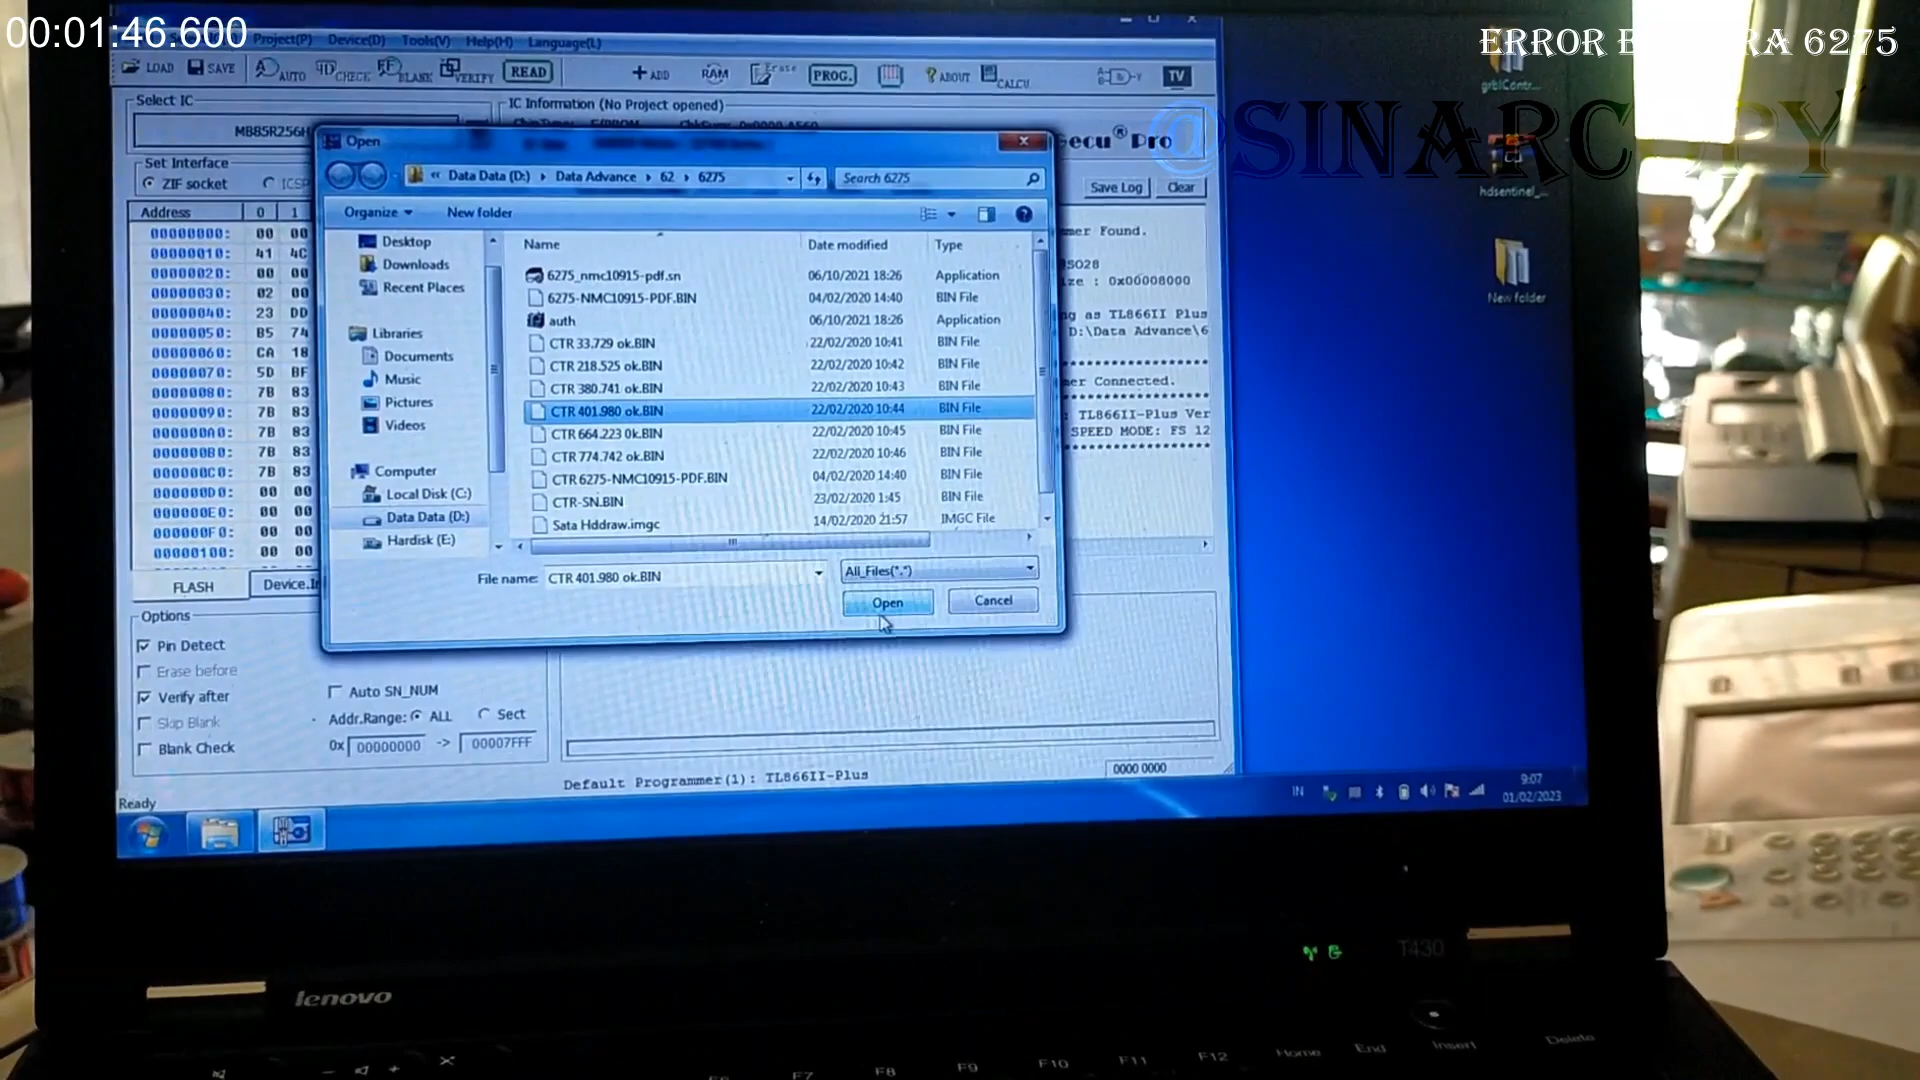 00:01:46.600
@SINARCOPY
Project(P) Device(D) Tools(V) Help(H) Language(L)
LOAD SAVE AUTO CHECK BLANK VERIFY READ ADD RAM Erase PROG. ABOUT CALCU TV
Select IC
IC Information (No Project opened)
MB85R256H
Set Interface
ZIF socket ICSP
Save Log Clear
Address 0 1
00000000: 00 00
00000010: 41 4C
00000020: 00 00
00000030: 02 00
00000040: 23 DD
00000050: B5 74
00000060: CA 18
00000070: 5D BF
00000080: 7B 83
00000090: 7B 83
000000A0: 7B 83
000000B0: 7B 83
000000C0: 7B 83
000000D0: 00 00
000000E0: 00 00
000000F0: 00 00
00000100: 00 00
FLASH Device.In
Options
Pin Detect
Erase before
Verify after
Skip Blank
Blank Check
Auto SN_NUM
Addr.Range: ALL Sect
0x 00000000 -> 00007FFF
Default Programmer(1): TL866II-Plus
0000 0000
Ready
Open
Data Data (D:) Data Advance 62 6275
Search 6275
Organize New folder
Desktop
Downloads
Recent Places
Libraries
Documents
Music
Pictures
Videos
Computer
Local Disk (C:)
Data Data (D:)
Hardisk (E:)
Name Date modified Type
6275_nmc10915-pdf.sn 06/10/2021 18:26 Application
6275-NMC10915-PDF.BIN 04/02/2020 14:40 BIN File
auth 06/10/2021 18:26 Application
CTR 33.729 ok.BIN 22/02/2020 10:41 BIN File
CTR 218.525 ok.BIN 22/02/2020 10:42 BIN File
CTR 380.741 ok.BIN 22/02/2020 10:43 BIN File
CTR 401.980 ok.BIN 22/02/2020 10:44 BIN File
CTR 664.223 0k.BIN 22/02/2020 10:45 BIN File
CTR 774.742 ok.BIN 22/02/2020 10:46 BIN File
CTR 6275-NMC10915-PDF.BIN 04/02/2020 14:40 BIN File
CTR-SN.BIN 23/02/2020 1:45 BIN File
Sata Hddraw.imgc 14/02/2020 21:57 IMGC File
File name: CTR 401.980 ok.BIN
All_Files(*.*)
Open Cancel
ecu® Pro
mer Found.
SO28
ize : 0x00008000
ng as TL866II Plus
D:\Data Advance\6
mer Connected.
TL866II-Plus Ver
SPEED MODE: FS 12
ERROR 6275
grblContr...
hdsentinel_...
New folder
IN
9:07
01/02/2023
lenovo
T430
F7 F8 F9 F10 F11 F12 Home End Insert Delete